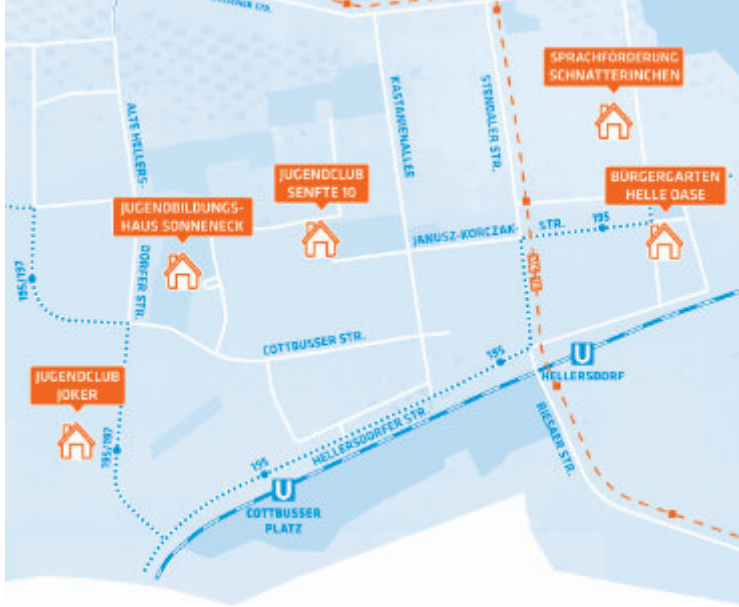 SPRACHFÖRDERUNG
SCHNATTERINCHEN
KASTANIENALLEE
STENDALER STR.
ALTE HELLERS-
DORFER STR.
JUGENDCLUB
SENFTE 10
BÜRGERGARTEN
HELLE OASE
JUGENDBILDUNGS-
HAUS SONNENECK
195
JANUSZ-KORCZAK-
STR.
195/197
COTTBUSSER STR.
195
HELLERSDORF
JUGENDCLUB
JOKER
HELLERSDORFER STR.
RIESAER STR.
195/197
195
U
U
COTTBUSSER
PLATZ